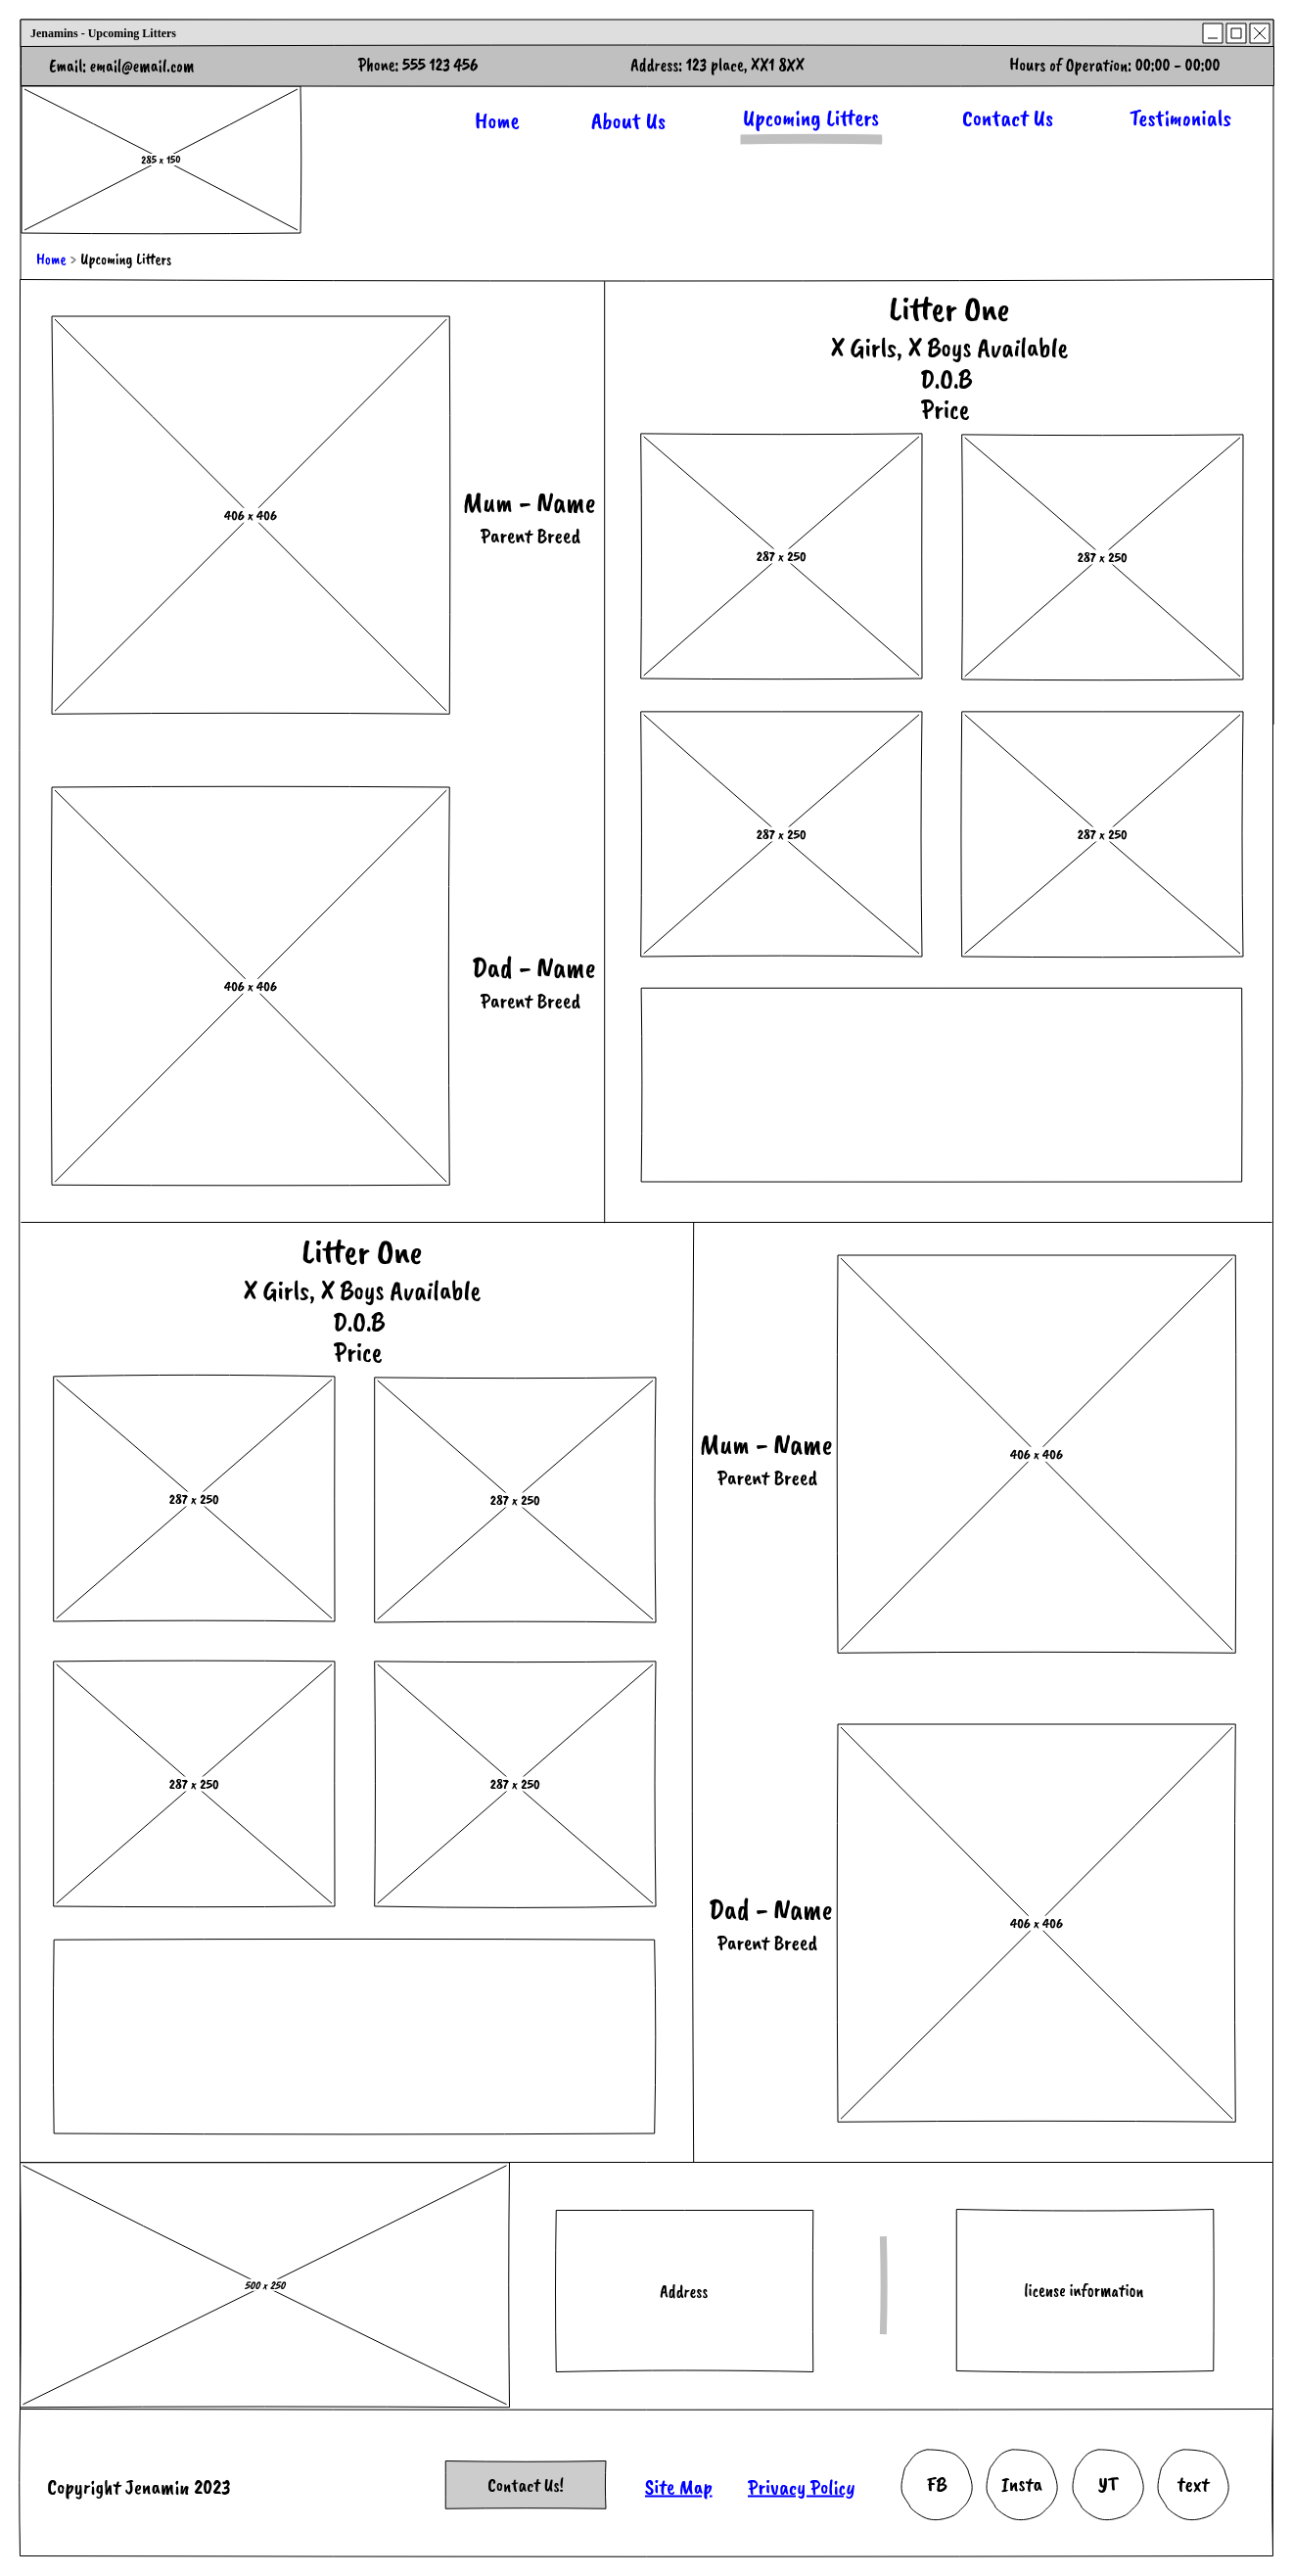 Jenamins - Upcoming Litters
Email: email@email.com Phone: 555 123 456 Address: 123 place, XX1 8XX Hours of Operation: 00:00 - 00:00
Home About Us Upcoming Litters Contact Us Testimonials
285 x 150
Home > Upcoming Litters
406 x 406
Mum - Name
Parent Breed
406 x 406
Dad - Name
Parent Breed
Litter One
X Girls, X Boys Available
D.O.B
Price
287 x 250 287 x 250
287 x 250 287 x 250
Litter One
X Girls, X Boys Available
D.O.B
Price
287 x 250 287 x 250
287 x 250 287 x 250
Mum - Name
Parent Breed
406 x 406
Dad - Name
Parent Breed
406 x 406
500 x 250
Address
license information
Copyright Jenamin 2023 Contact Us! Site Map Privacy Policy FB Insta YT text